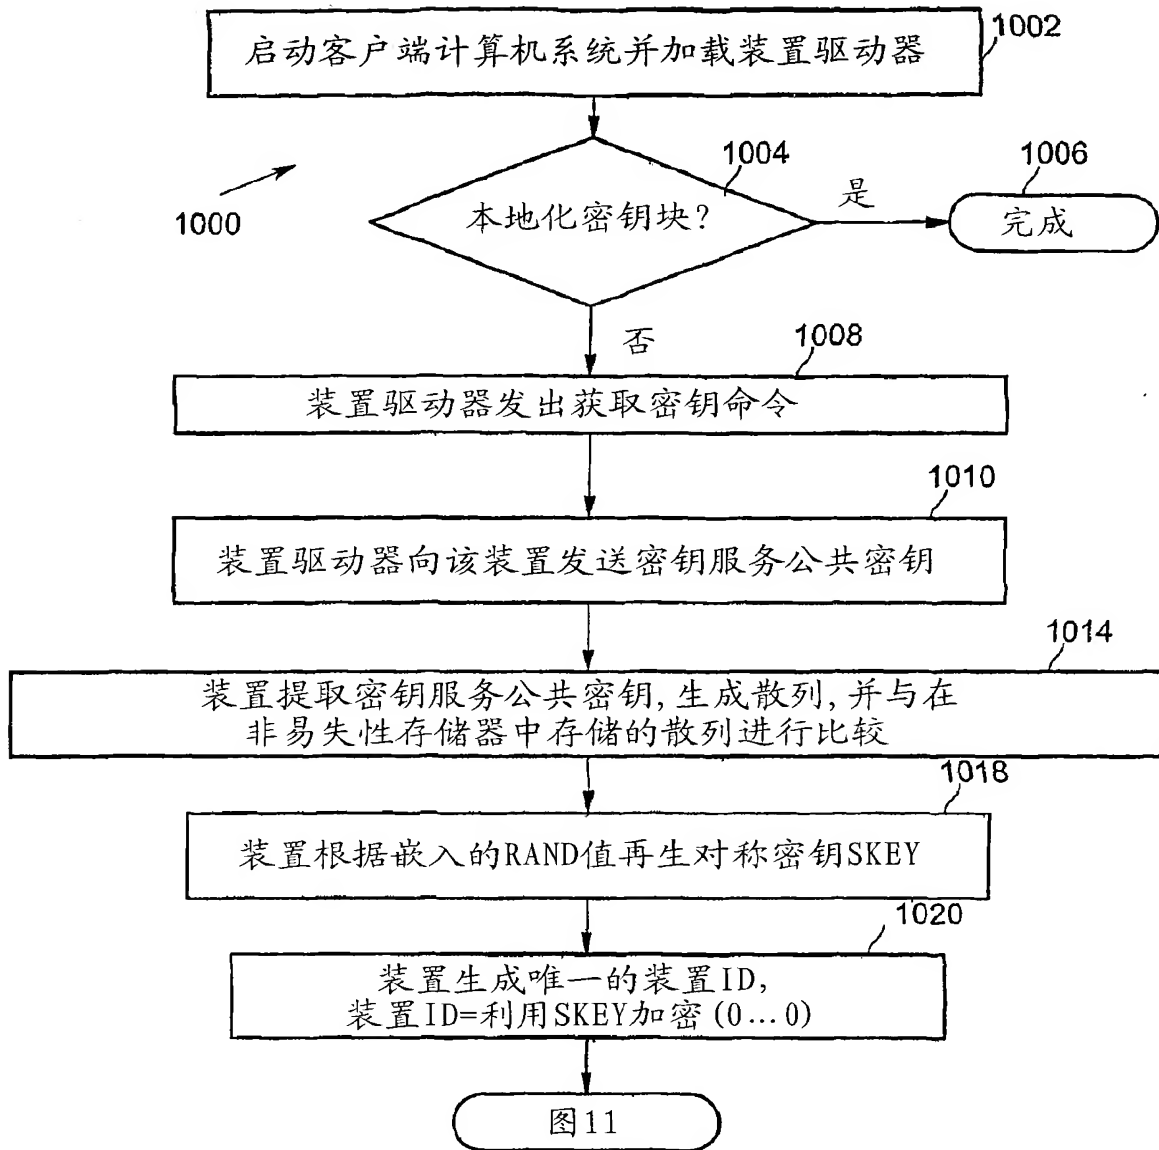 启动客户端计算机系统并加载装置驱动器
1002
1004
1006
1000
本地化密钥块?
是
完成
否
1008
装置驱动器发出获取密钥命令
1010
装置驱动器向该装置发送密钥服务公共密钥
1014
装置提取密钥服务公共密钥,生成散列,并与在
非易失性存储器中存储的散列进行比较
1018
装置根据嵌入的RAND值再生对称密钥SKEY
1020
装置生成唯一的装置ID,
装置ID=利用SKEY加密(0...0)
图11